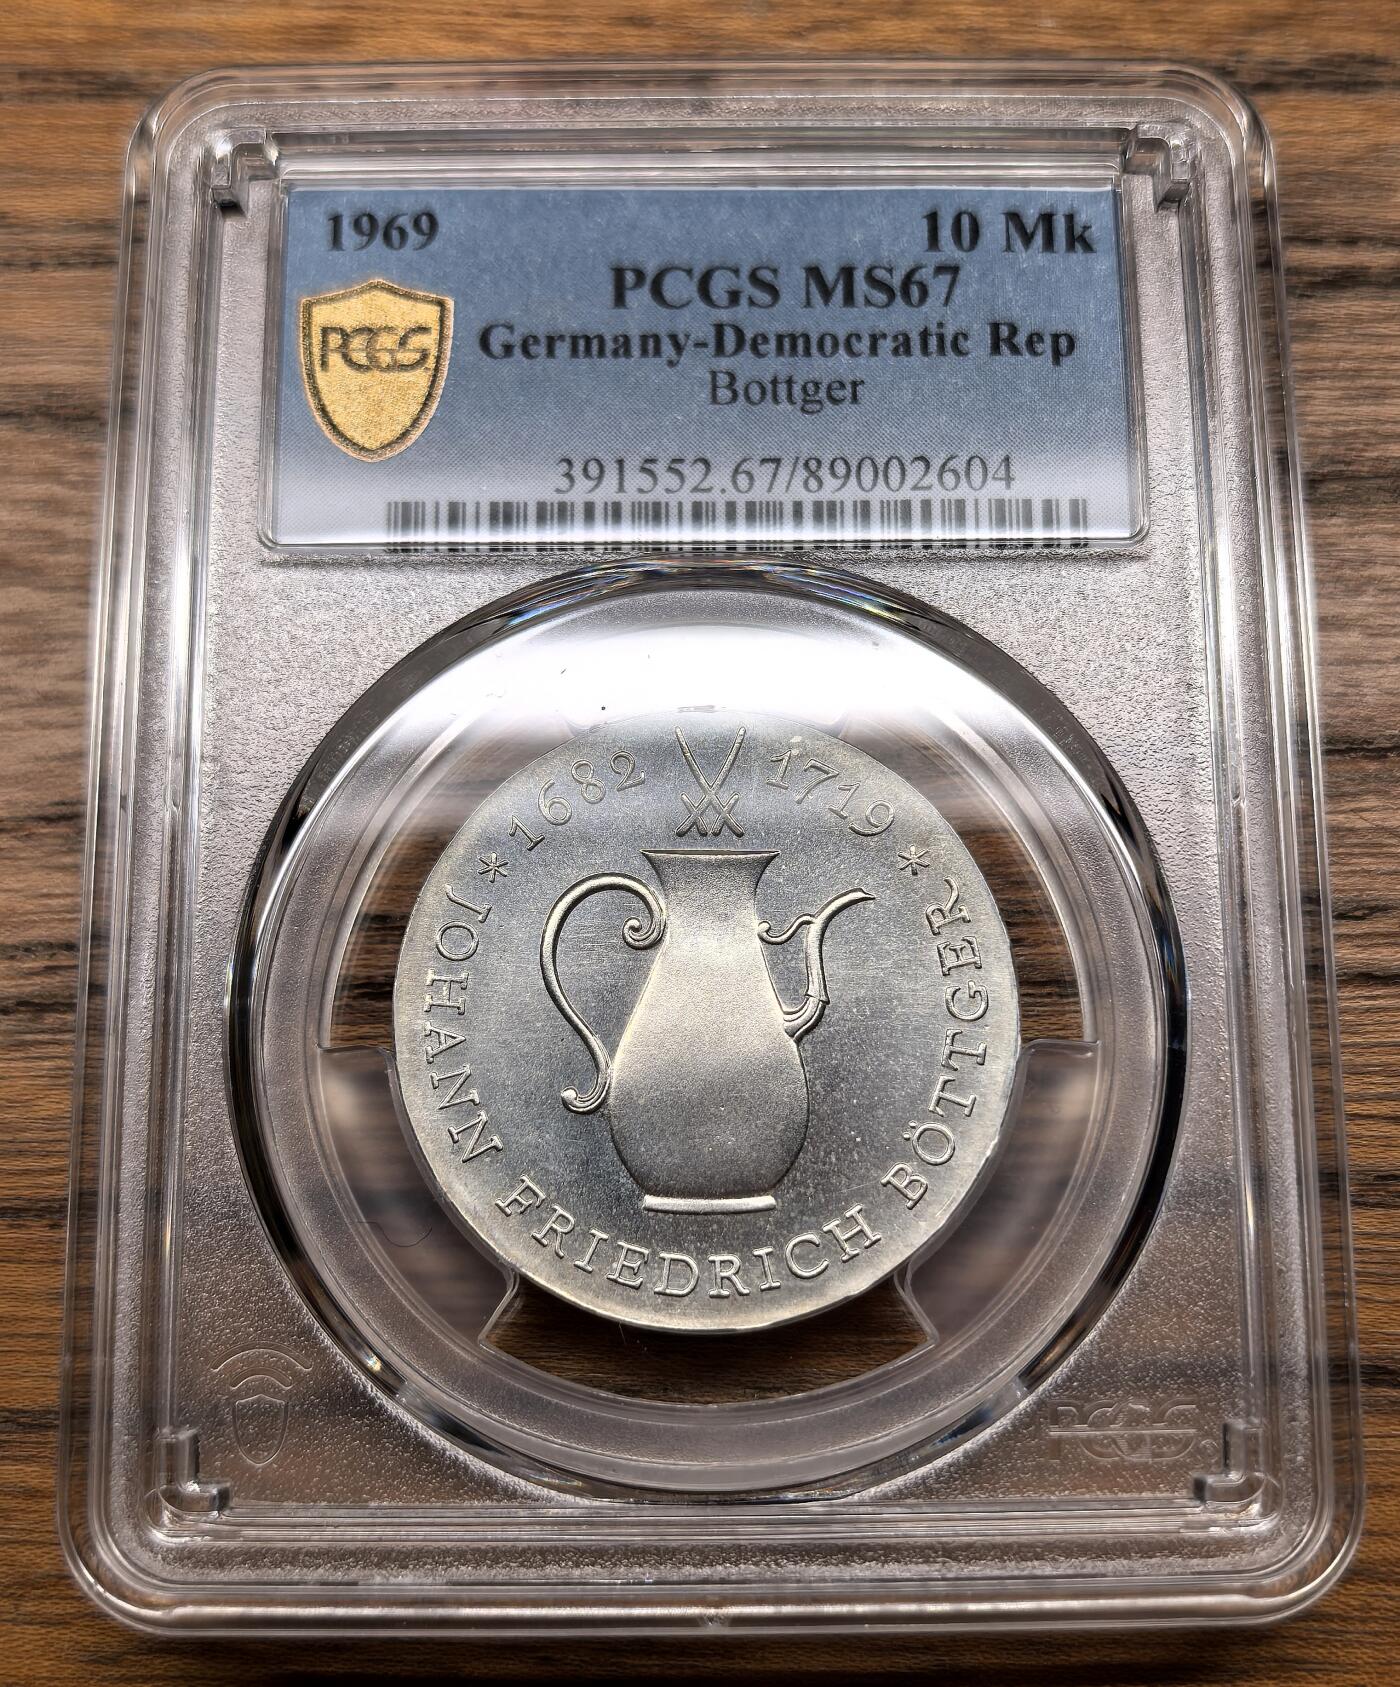 1969 10 Mk
PCGS MS67
PCGS
Germany-Democratic Rep
Bottger
391552.67/89002604
* 1682 1719 *
JOHANN FRIEDRICH BÖTTGER
PCGS